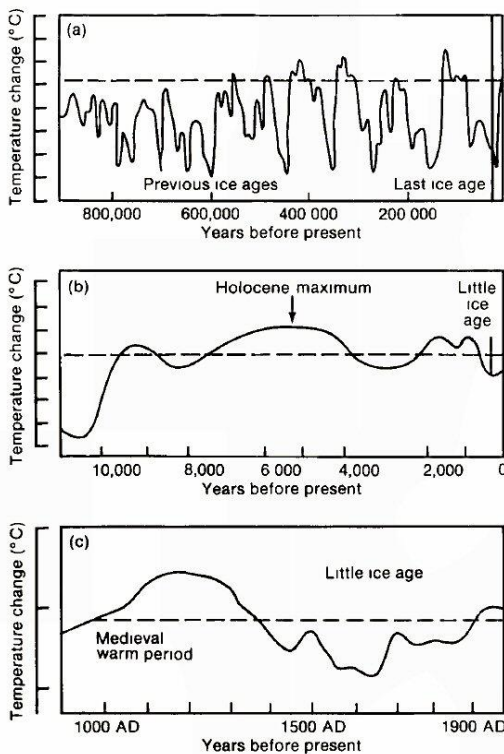 (a)
Temperature change (°C)
Previous ice ages
Last ice age
800,000 600,000 400,000 200,000
Years before present
(b)
Temperature change (°C)
Holocene maximum
Little
ice
age
10,000 8,000 6 000 4,000 2,000 0
Years before present
(c)
Temperature change (°C)
Little ice age
Medieval
warm period
1000 AD 1500 AD 1900 AD
Years before present